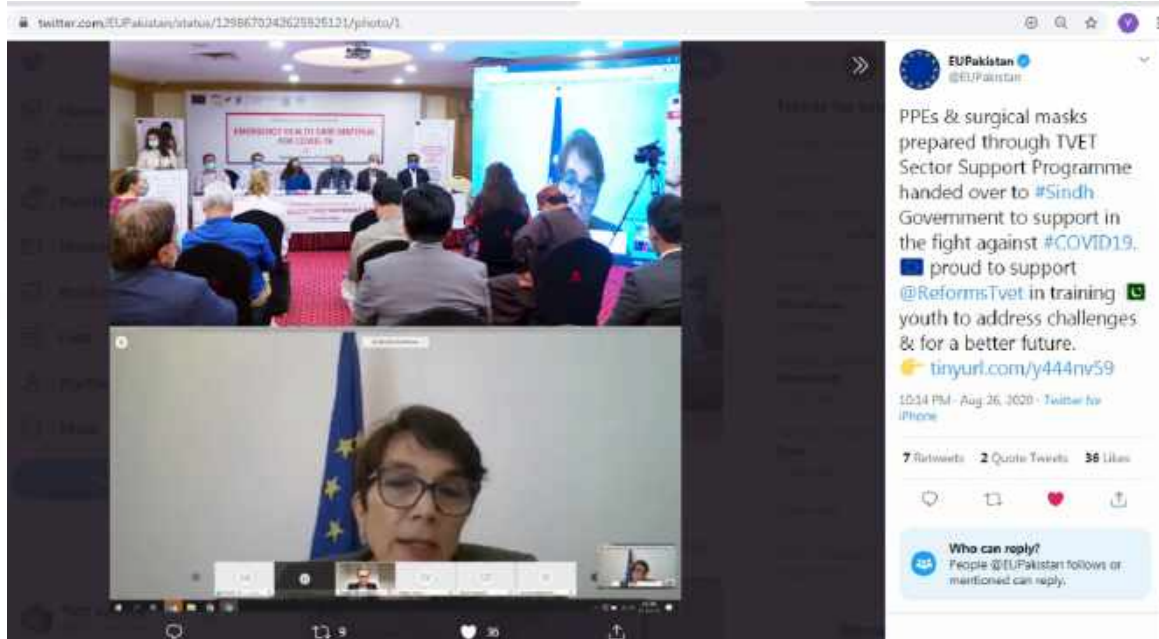 twitter.com/EUPakistan/status/1298670242625925121/photo/1
EMERGENCY HEALTH CARE MATERIAL
FOR COVID-19
EUPakistan
@EUPakistan
PPEs & surgical masks
prepared through TVET
Sector Support Programme
handed over to #Sindh
Government to support in
the fight against #COVID19.
proud to support
@ReformsTvet in training
youth to address challenges
& for a better future.
tinyurl.com/y444nv59
10:14 PM · Aug 26, 2020 · Twitter for
iPhone
7 Retweets 2 Quote Tweets 36 Likes
Who can reply?
People @EUPakistan follows or
mentioned can reply.
9
36